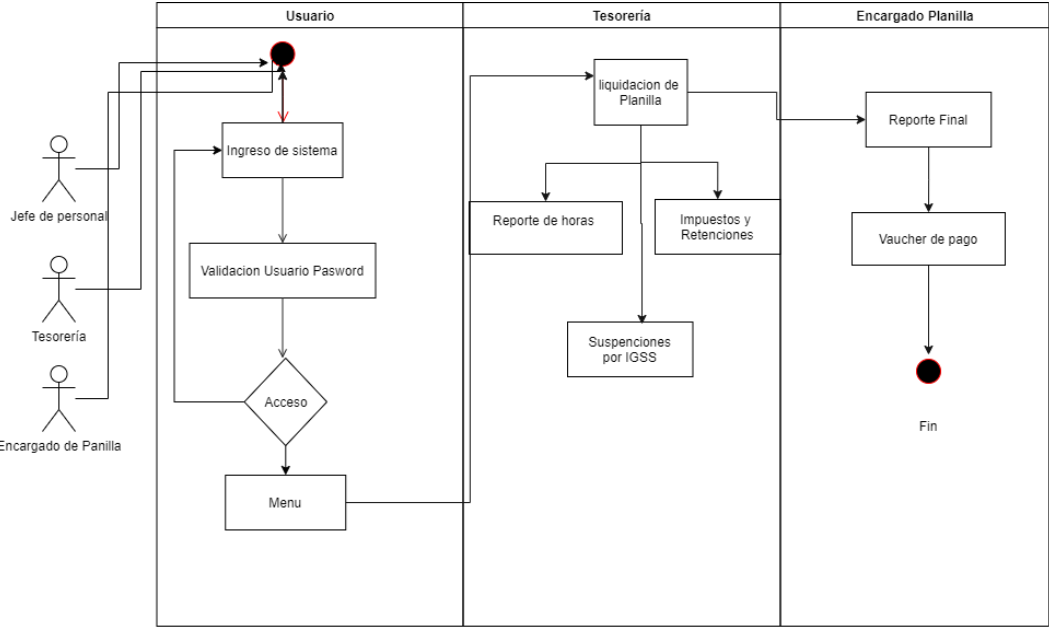 Usuario
Tesorería
Encargado Planilla
Jefe de personal
Tesorería
Encargado de Panilla
Ingreso de sistema
Validacion Usuario Pasword
Acceso
Menu
liquidacion de
Planilla
Reporte de horas
Impuestos y
Retenciones
Suspenciones
por IGSS
Reporte Final
Vaucher de pago
Fin